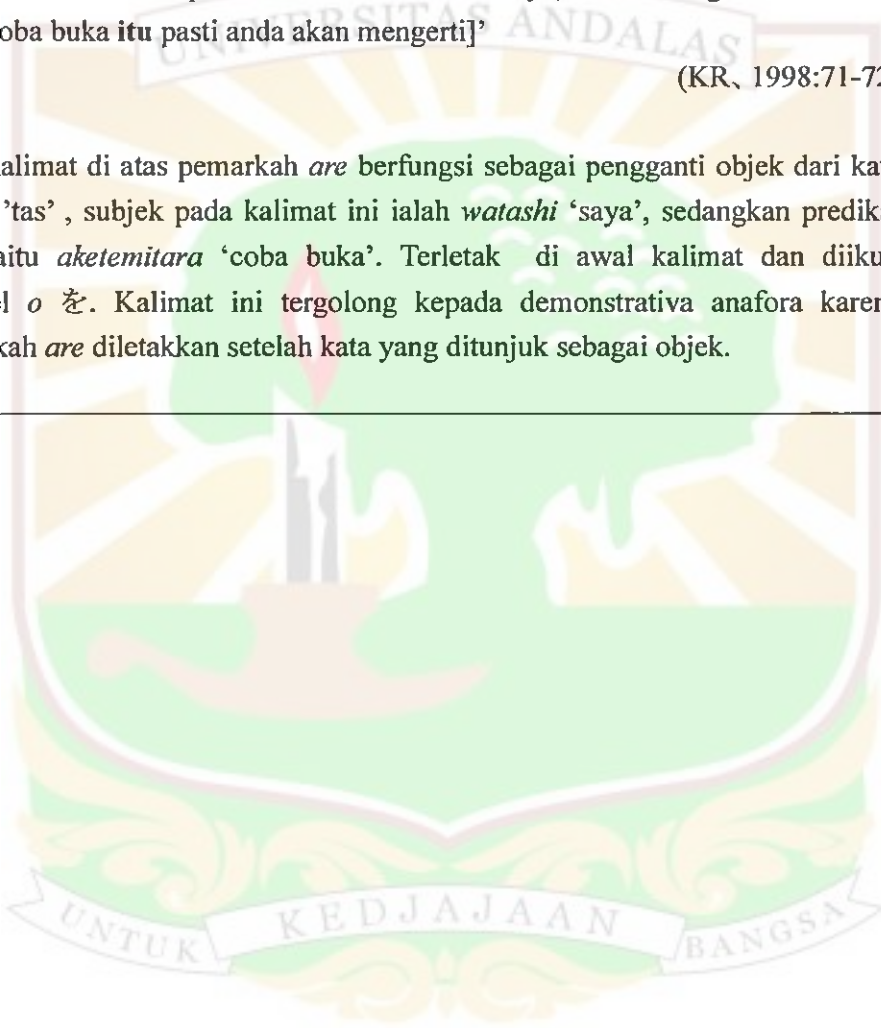 oba buka itu pasti anda akan mengerti]’
UNIVERSITAS ANDALAS
(KR、1998:71-72
alimat di atas pemarkah are berfungsi sebagai pengganti objek dari ka
'tas' , subjek pada kalimat ini ialah watashi ‘saya’, sedangkan predik
aitu aketemitara ‘coba buka’. Terletak di awal kalimat dan diiku
l o を. Kalimat ini tergolong kepada demonstrativa anafora karen
kah are diletakkan setelah kata yang ditunjuk sebagai objek.
UNTUK KEDJAJAAN BANGSA